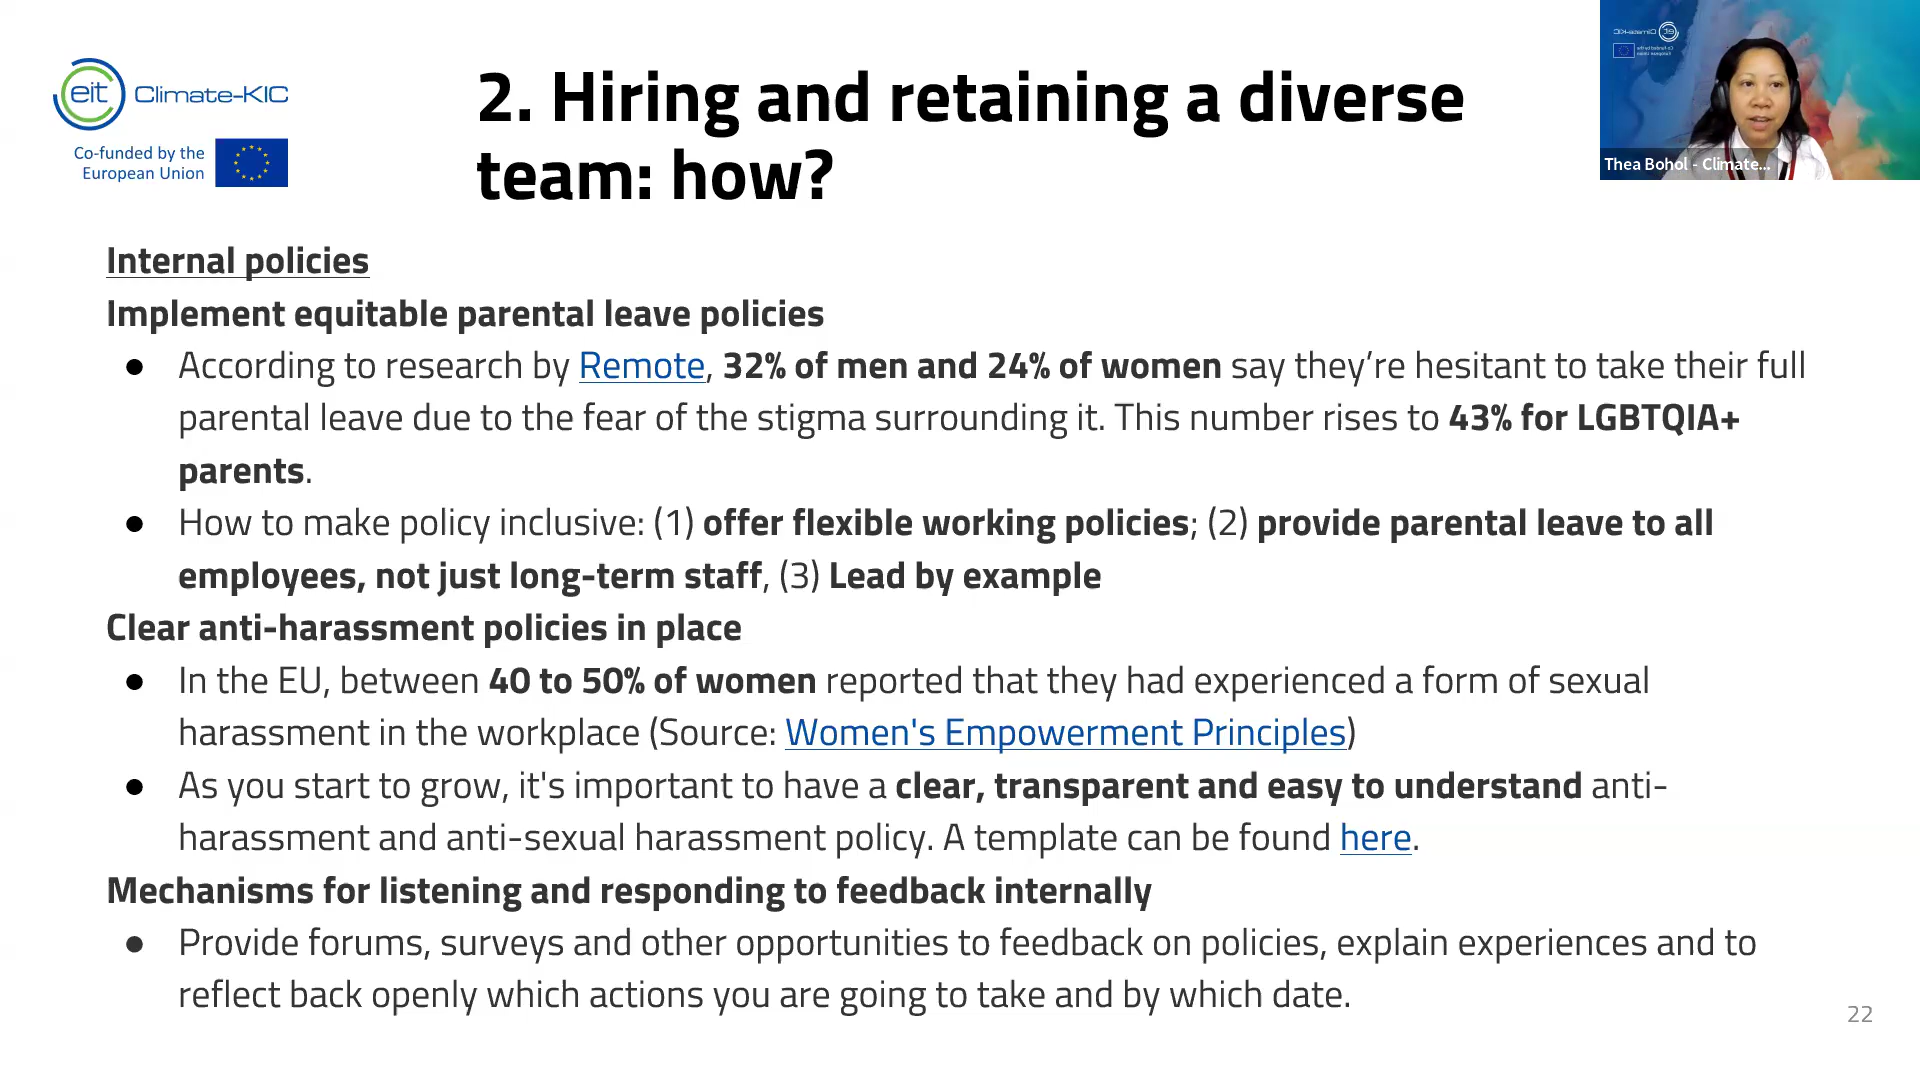 eit Climate-KIC
Co-funded by the
European Union
2. Hiring and retaining a diverse
team: how?
Thea Bohol - Climate...
Internal policies
Implement equitable parental leave policies
● According to research by Remote, 32% of men and 24% of women say they’re hesitant to take their full
parental leave due to the fear of the stigma surrounding it. This number rises to 43% for LGBTQIA+
parents.
● How to make policy inclusive: (1) offer flexible working policies; (2) provide parental leave to all
employees, not just long-term staff, (3) Lead by example
Clear anti-harassment policies in place
● In the EU, between 40 to 50% of women reported that they had experienced a form of sexual
harassment in the workplace (Source: Women's Empowerment Principles)
● As you start to grow, it's important to have a clear, transparent and easy to understand anti-
harassment and anti-sexual harassment policy. A template can be found here.
Mechanisms for listening and responding to feedback internally
● Provide forums, surveys and other opportunities to feedback on policies, explain experiences and to
reflect back openly which actions you are going to take and by which date.
22